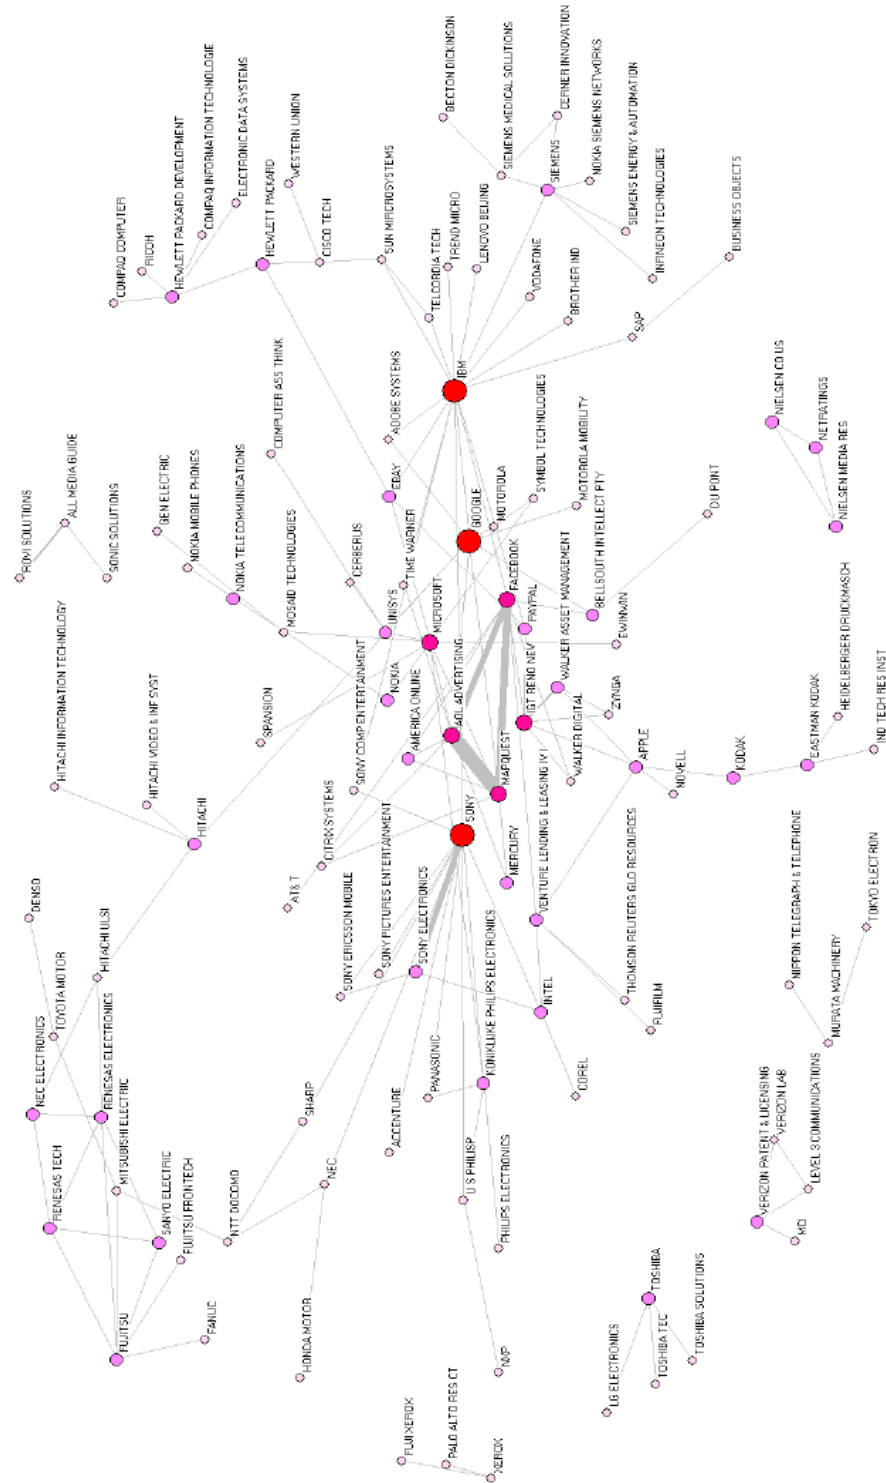 COMPAQ COMPUTER
RICOH
HEWLETT PACKARD DEVELOPMENT
COMPAQ INFORMATION TECHNOLOGIE
ELECTRONIC DATA SYSTEMS
HEWLETT PACKARD
WESTERN UNION
CISCO TECH
SUN MIRCROSYSTEMS
TELCORDIA TECH
TREND MICRO
LENOVO BEIJING
BECTON DICKINSON
SIEMENS MEDICAL SOLUTIONS
CERNER INNOVATION
SIEMENS
NOKIA SIEMENS NETWORKS
SIEMENS ENERGY & AUTOMATION
INFINEON TECHNOLOGIES
VODAFONE
BROTHER IND
SAP
BUSINESS OBJECTS
IBM
ROVI SOLUTIONS
ALL MEDIA GUIDE
SONIC SOLUTIONS
GEN ELECTRIC
NOKIA MOBILE PHONES
NOKIA TELECOMMUNICATIONS
MOSAID TECHNOLOGIES
COMPUTER ASS THINK
CERBERUS
UNISYS
ADOBE SYSTEMS
EBAY
TIME WARNER
GOOGLE
MOTOROLA
SYMBOL TECHNOLOGIES
MOTOROLA MOBILITY
MICROSOFT
FACEBOOK
PAYPAL
BELLSOUTH INTELLECT PTY
DU PONT
EWINWIN
NIELSEN CO US
NETRATINGS
NIELSEN MEDIA RES
HITACHI INFORMATION TECHNOLOGY
HITACHI VIDEO & INF SYST
HITACHI
SPANSION
NOKIA
AMERICA ONLINE
AOL ADVERTISING
MAPQUEST
IGT RENO NEV
WALKER ASSET MANAGEMENT
WALKER DIGITAL
ZYNGA
APPLE
NOVELL
KODAK
EASTMAN KODAK
HEIDELBERGER DRUCKMASCH
IND TECH RES INST
SONY COMP ENTERTAINMENT
CITRIX SYSTEMS
AT & T
SONY
MERCURY
VENTURE LENDING & LEASING IV I
SONY ERICSSON MOBILE
SONY PICTURES ENTERTAINMENT
SONY ELECTRONICS
THOMSON REUTERS GLO RESOURCES
FUJIFILM
INTEL
COREL
KONIKLIKE PHILIPS ELECTRONICS
PANASONIC
ACCENTURE
U S PHILISP
PHILIPS ELECTRONICS
NXP
DENSO
TOYOTA MOTOR
HITACHI ULSI
NEC ELECTRONICS
RENESAS ELECTRONICS
MITSUBISHI ELECTRIC
RENESAS TECH
SANYO ELECTRIC
FUJITSU FRONTECH
FUJITSU
FANUC
NTT DOCOMO
SHARP
NEC
HONDA MOTOR
NIPPON TELEGRAPH & TELEPHONE
MURATA MACHINERY
TOKYO ELECTRON
VERIZON PATENT & LICENSING
VERIZON LAB
LEVEL 3 COMMUNICATIONS
MCI
TOSHIBA
LG ELECTRONICS
TOSHIBA TEC
TOSHIBA SOLUTIONS
FUJI XEROX
PALO ALTO RES CT
XEROX